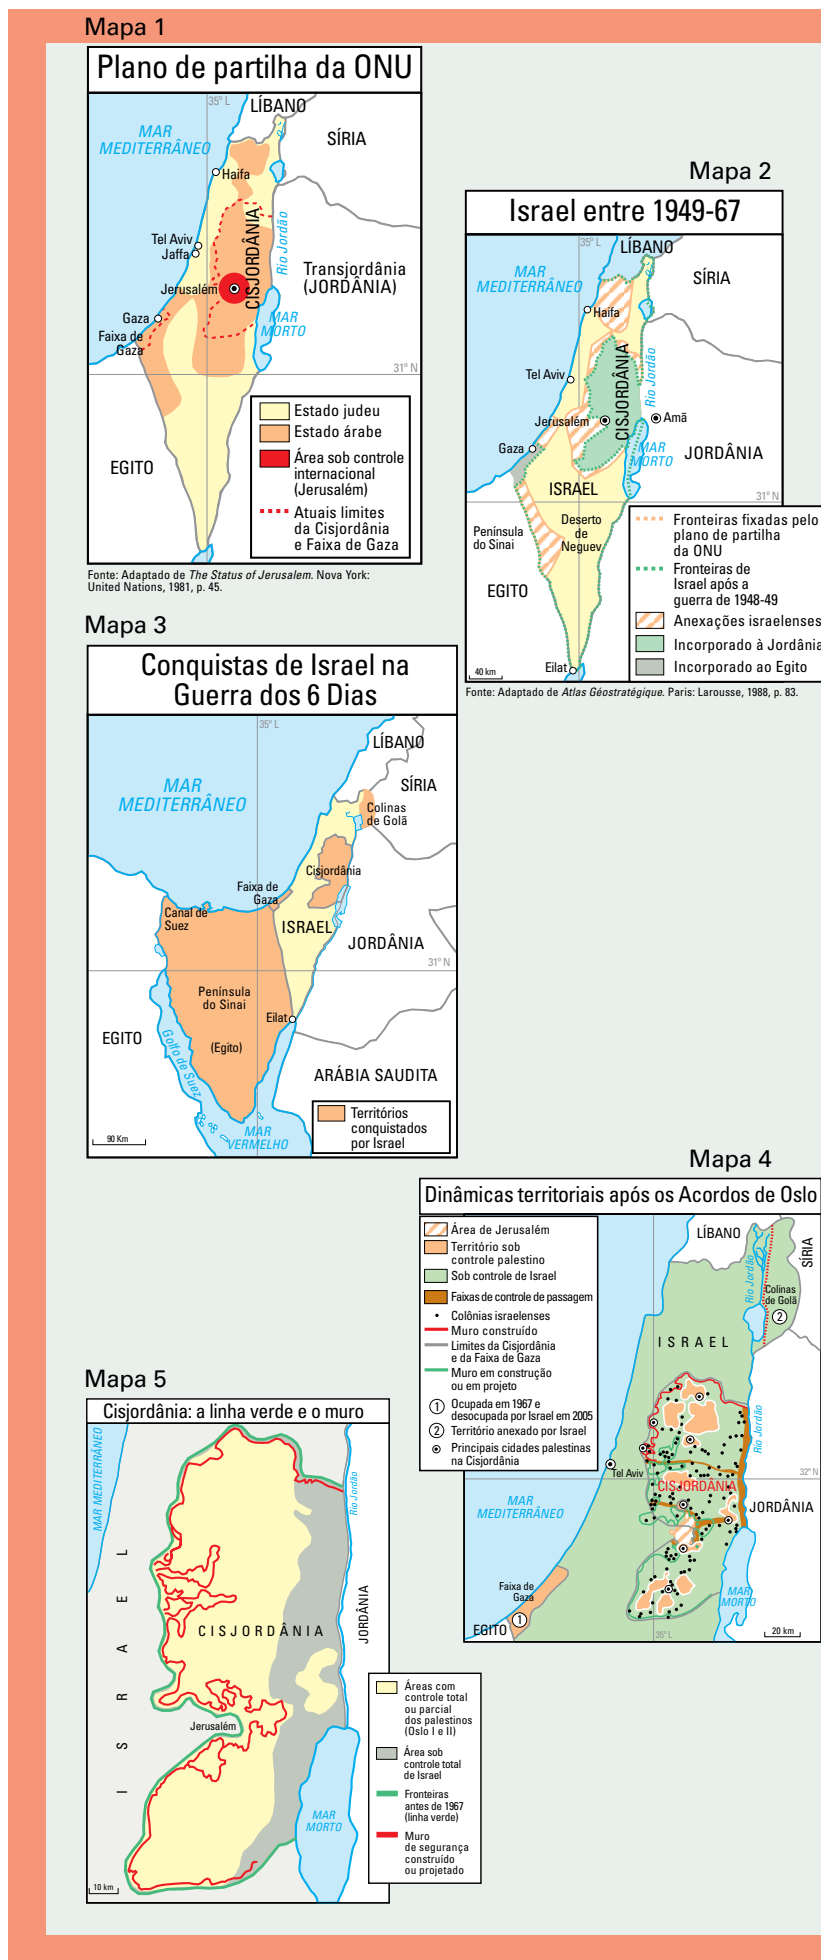 Mapa 1
Plano de partilha da ONU
35° L
LÍBANO
MAR
MEDITERRÂNEO
SÍRIA
Haifa
CISJORDÂNIA
Rio Jordão
Tel Aviv
Jaffa
Transjordânia
(JORDÂNIA)
Jerusalém
Gaza
MAR
MORTO
Faixa de
Gaza
31° N
EGITO
Estado judeu
Estado árabe
Área sob controle
internacional
(Jerusalém)
Atuais limites
da Cisjordânia
e Faixa de Gaza
Fonte: Adaptado de The Status of Jerusalem. Nova York:
United Nations, 1981, p. 45.
Mapa 2
Israel entre 1949-67
35° L
LÍBANO
MAR
MEDITERRÂNEO
SÍRIA
Haifa
CISJORDÂNIA
Rio Jordão
Tel Aviv
Jerusalém
Amã
Gaza
MAR
MORTO
JORDÂNIA
ISRAEL
31° N
Deserto
de
Neguev
Península
do Sinai
EGITO
Eilat
40 km
Fronteiras fixadas pelo
plano de partilha
da ONU
Fronteiras de
Israel após a
guerra de 1948-49
Anexações israelenses
Incorporado à Jordânia
Incorporado ao Egito
Fonte: Adaptado de Atlas Géostratégique. Paris: Larousse, 1988, p. 83.
Mapa 3
Conquistas de Israel na
Guerra dos 6 Dias
35° L
LÍBANO
SÍRIA
MAR
MEDITERRÂNEO
Colinas
de Golã
Cisjordânia
Faixa de
Gaza
Canal de
Suez
ISRAEL
JORDÂNIA
31° N
Península
do Sinai
Eilat
EGITO
(Egito)
Golfo de Suez
ARÁBIA SAUDITA
MAR
VERMELHO
90 Km
Territórios
conquistados
por Israel
Mapa 4
Dinâmicas territoriais após os Acordos de Oslo
Área de Jerusalém
Território sob
controle palestino
Sob controle de Israel
Faixas de controle de passagem
Colônias israelenses
Muro construído
Limites da Cisjordânia
e da Faixa de Gaza
Muro em construção
ou em projeto
1 Ocupada em 1967 e
desocupada por Israel em 2005
2 Território anexado por Israel
Principais cidades palestinas
na Cisjordânia
LÍBANO
SÍRIA
Rio Jordão
Colinas
de Golã
2
ISRAEL
Rio Jordão
Tel Aviv
32° N
CISJORDÂNIA
MAR
MEDITERRÂNEO
JORDÂNIA
Faixa de
Gaza
MAR
MORTO
EGITO
1
35° L
20 km
Mapa 5
Cisjordânia: a linha verde e o muro
MAR MEDITERRÂNEO
Rio Jordão
ISRAEL
CISJORDÂNIA
JORDÂNIA
Jerusalém
MAR
MORTO
10 km
Áreas com
controle total
ou parcial
dos palestinos
(Oslo I e II)
Área sob
controle total
de Israel
Fronteiras
antes de 1967
(linha verde)
Muro
de segurança
construído
ou projetado